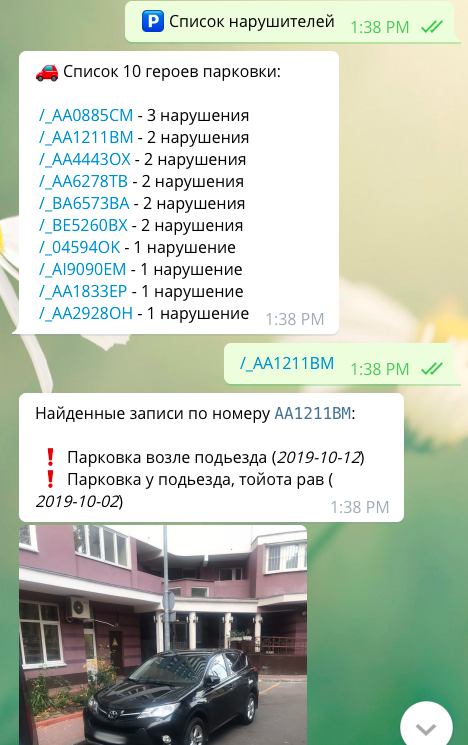 🅿 Список нарушителей
1:38 PM
🚗 Список 10 героев парковки:
/_AA0885CM - 3 нарушения
/_AA1211BM - 2 нарушения
/_AA4443OX - 2 нарушения
/_AA6278TB - 2 нарушения
/_BA6573BA - 2 нарушения
/_BE5260BX - 2 нарушения
/_04594OK - 1 нарушение
/_AI9090EM - 1 нарушение
/_AA1833EP - 1 нарушение
/_AA2928OH - 1 нарушение
1:38 PM
/_AA1211BM
1:38 PM
Найденные записи по номеру AA1211BM:
❗ Парковка возле подьезда (2019-10-12)
❗ Парковка у подьезда, тойота рав (
2019-10-02)
1:38 PM